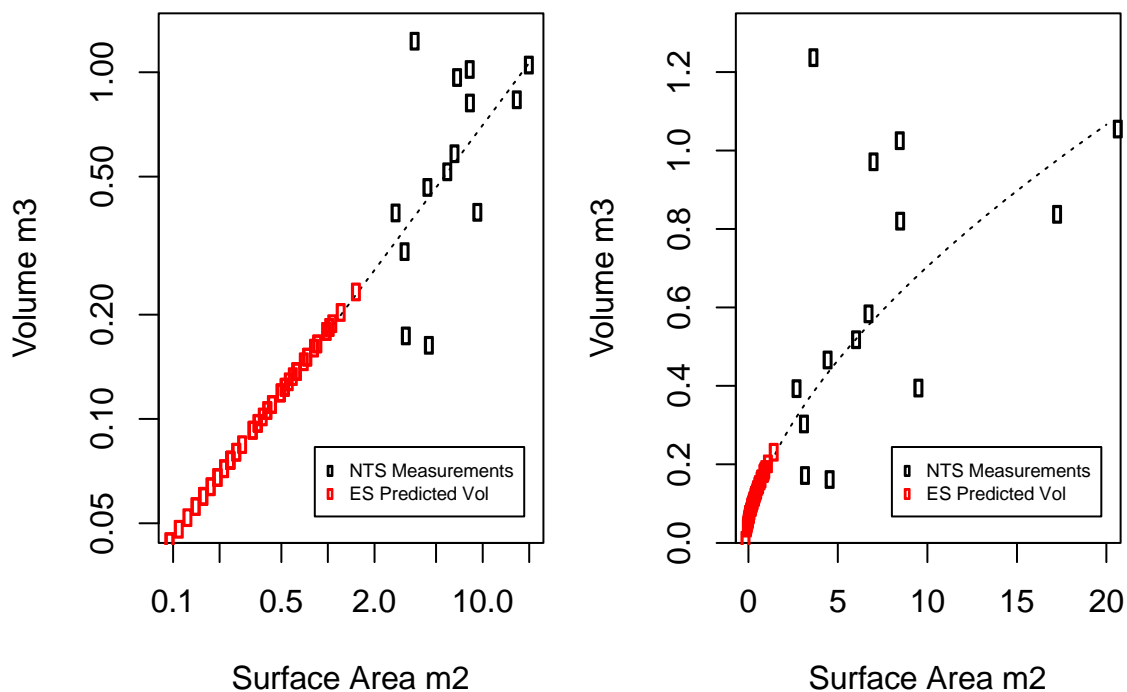 1.00
0.50
0.20
0.10
0.05
Volume m3
NTS Measurements
ES Predicted Vol
0.1 0.5 2.0 10.0
Surface Area m2
1.2
1.0
0.8
0.6
0.4
0.2
0.0
Volume m3
NTS Measurements
ES Predicted Vol
0 5 10 15 20
Surface Area m2